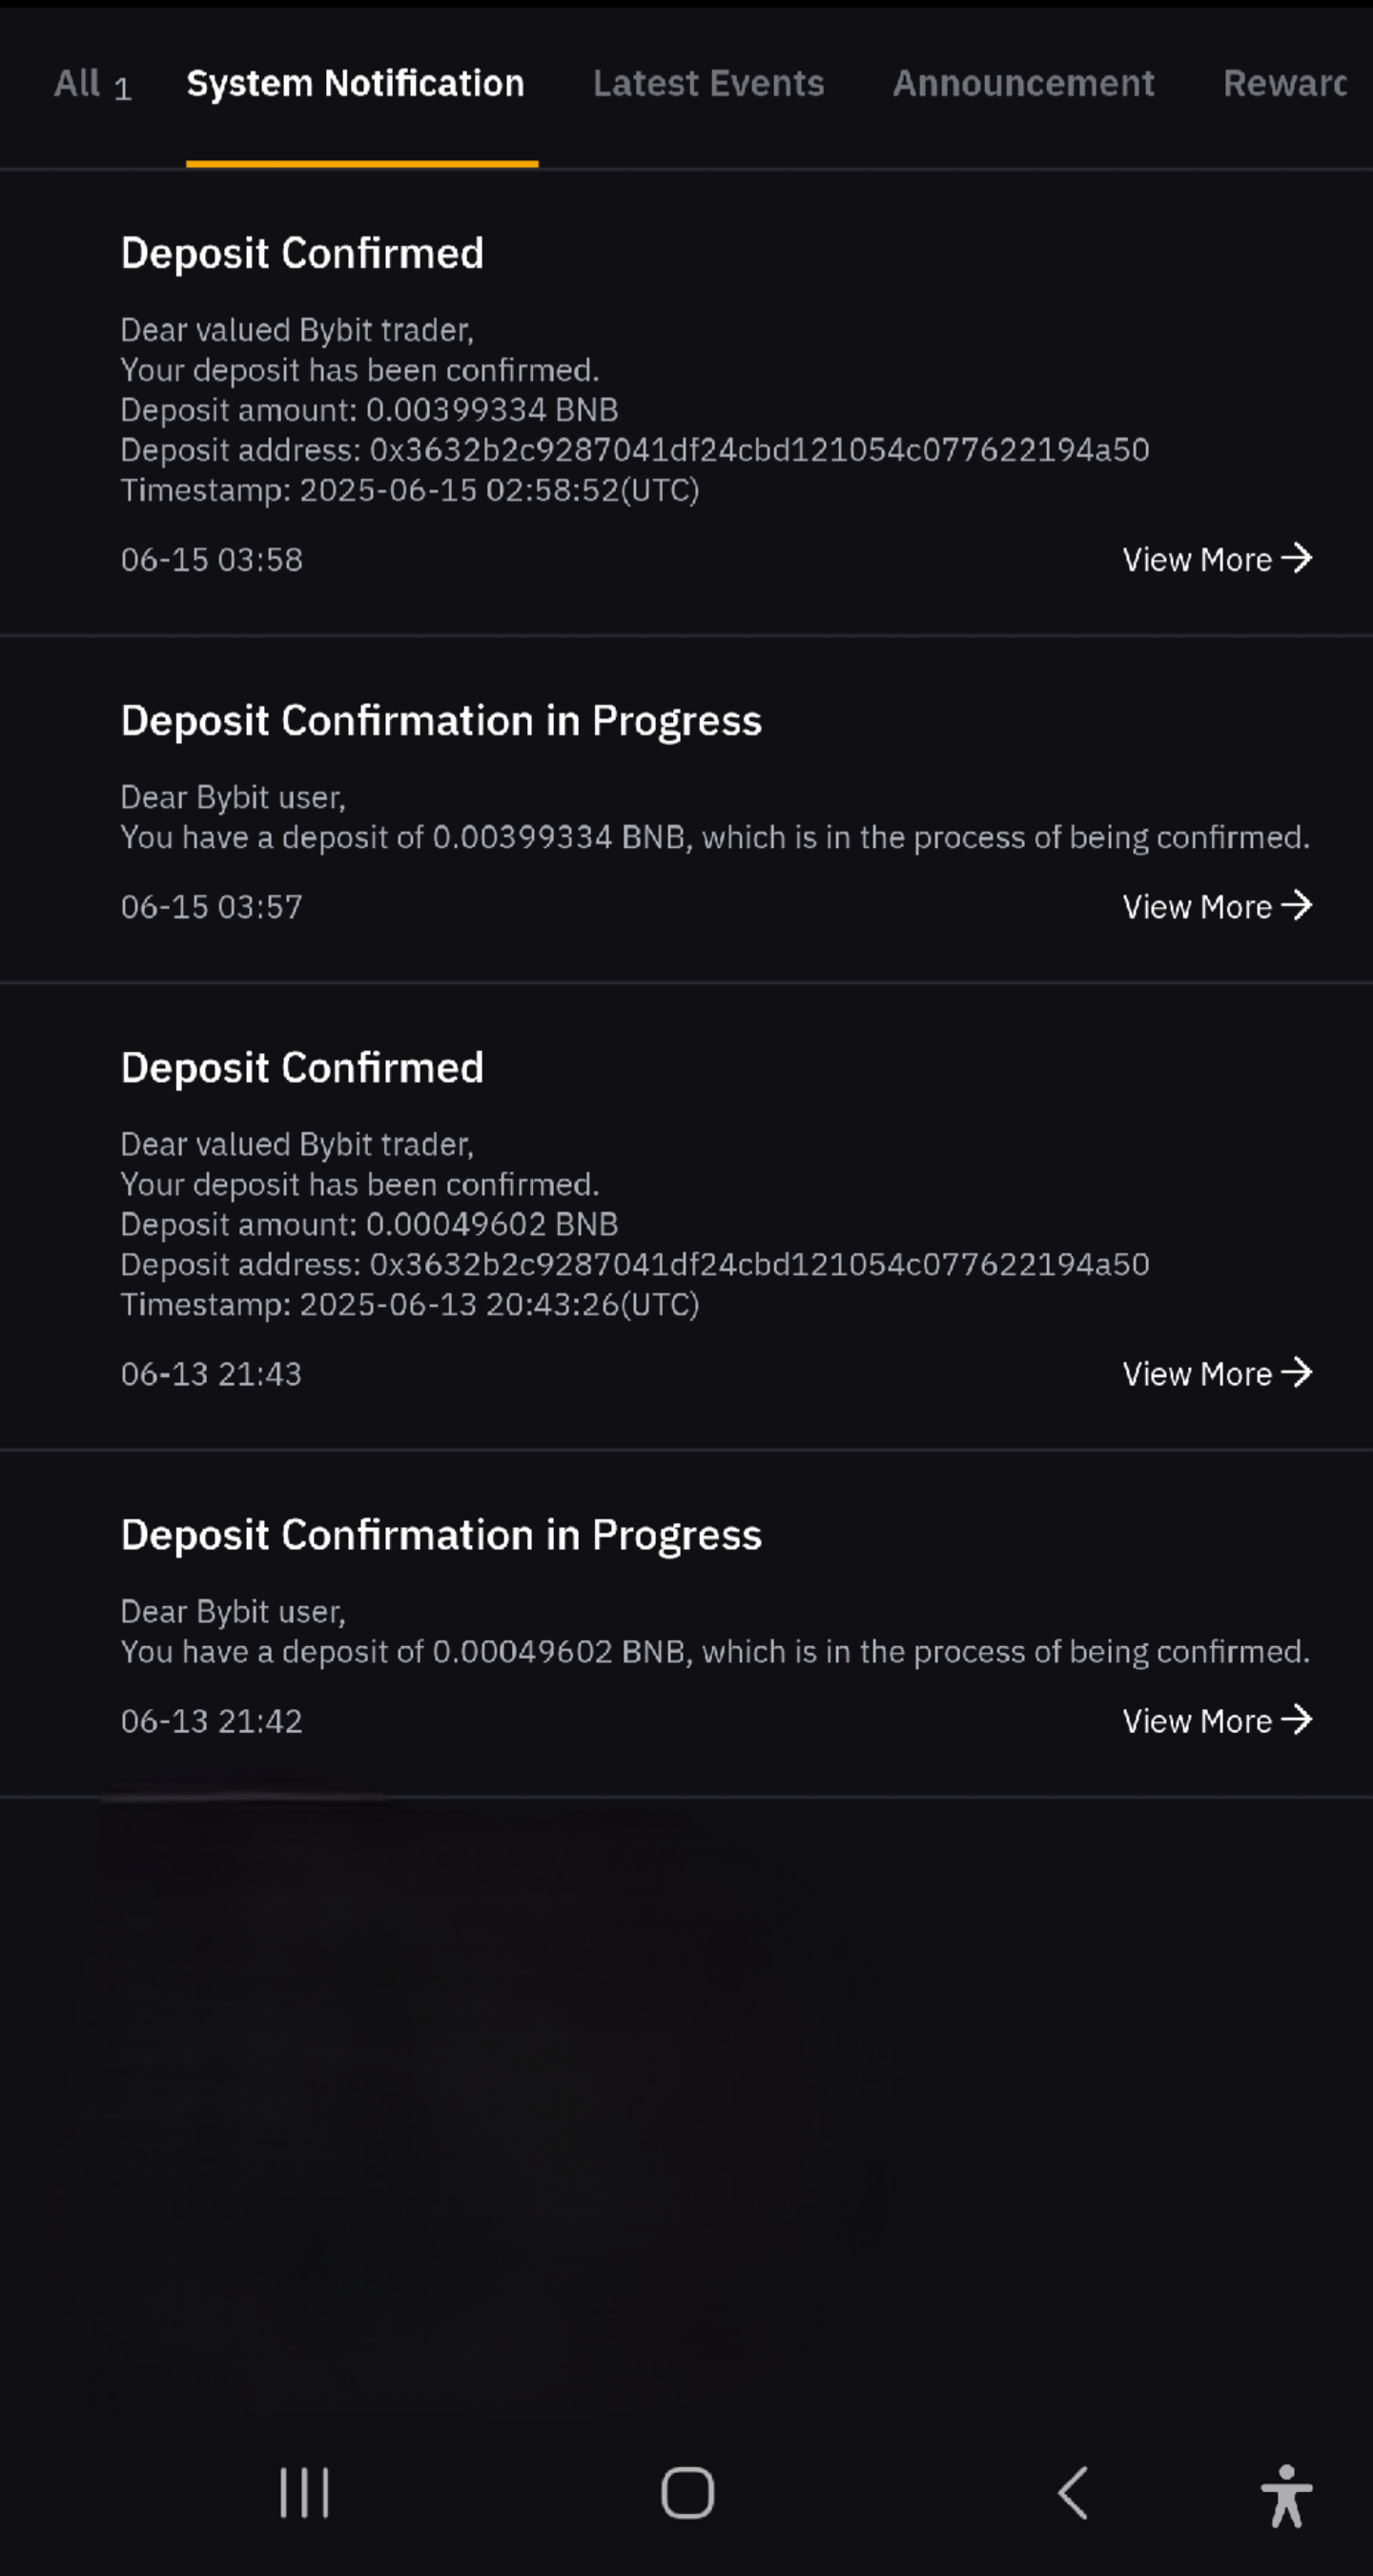 All 1 System Notification Latest Events Announcement Reward
Deposit Confirmed
Dear valued Bybit trader,
Your deposit has been confirmed.
Deposit amount: 0.00399334 BNB
Deposit address: 0x3632b2c9287041df24cbd121054c077622194a50
Timestamp: 2025-06-15 02:58:52(UTC)
06-15 03:58 View More →
Deposit Confirmation in Progress
Dear Bybit user,
You have a deposit of 0.00399334 BNB, which is in the process of being confirmed.
06-15 03:57 View More →
Deposit Confirmed
Dear valued Bybit trader,
Your deposit has been confirmed.
Deposit amount: 0.00049602 BNB
Deposit address: 0x3632b2c9287041df24cbd121054c077622194a50
Timestamp: 2025-06-13 20:43:26(UTC)
06-13 21:43 View More →
Deposit Confirmation in Progress
Dear Bybit user,
You have a deposit of 0.00049602 BNB, which is in the process of being confirmed.
06-13 21:42 View More →